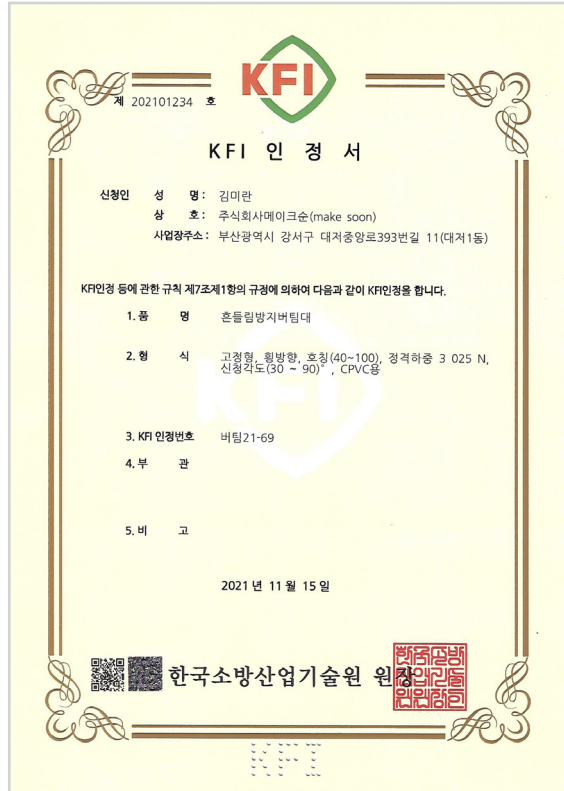 KFI
제 202101234 호
KFI 인 정 서
신청인 성 명 : 김미란
상 호 : 주식회사메이크순(make soon)
사업장주소 : 부산광역시 강서구 대저중앙로393번길 11(대저1동)
KFI인정 등에 관한 규칙 제7조제1항의 규정에 의하여 다음과 같이 KFI인정을 합니다.
1. 품 명 흔들림방지버팀대
2. 형 식 고정형, 횡방향, 호칭(40~100), 정격하중 3 025 N,
신청각도(30 ~ 90)° , CPVC용
KFI
3. KFI 인정번호 버팀21-69
4. 부 관
5. 비 고
2021 년 11 월 15 일
한국소방산업기술원 원장
KFI